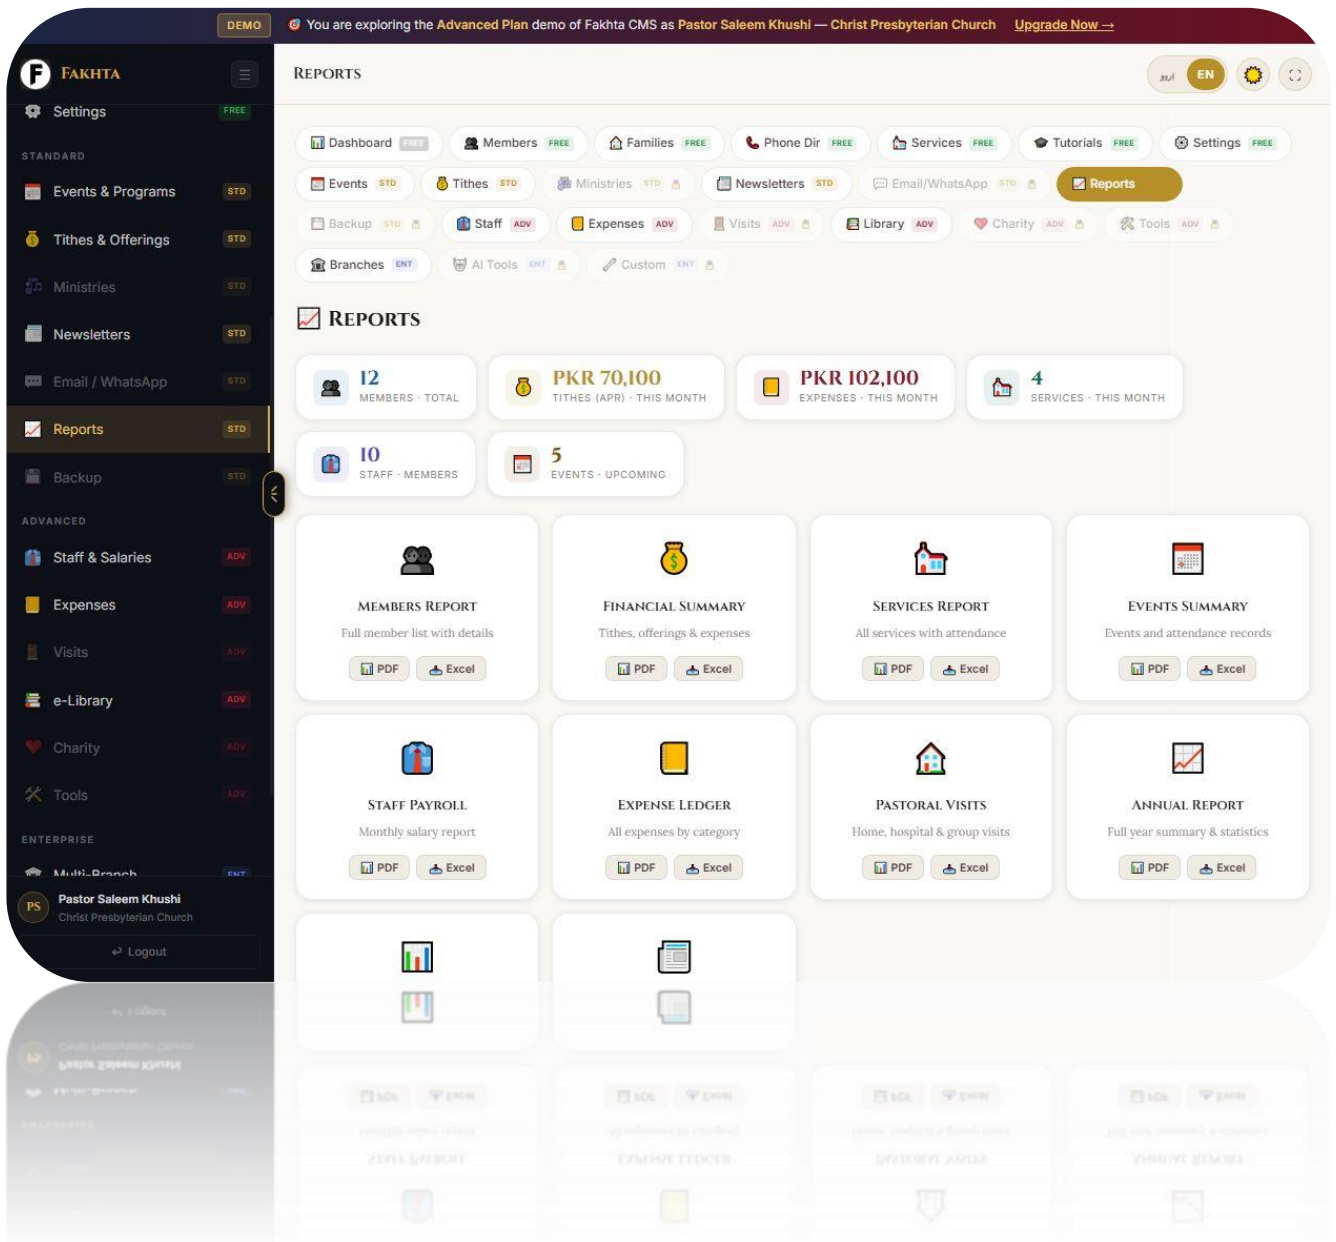 DEMO
You are exploring the Advanced Plan demo of Fakhta CMS as Pastor Saleem Khushi — Christ Presbyterian Church Upgrade Now →
F FAKHTA
Settings FREE
STANDARD
Events & Programs STD
Tithes & Offerings STD
Ministries STD
Newsletters STD
Email / WhatsApp STD
Reports STD
Backup STD
ADVANCED
Staff & Salaries ADV
Expenses ADV
Visits ADV
e-Library ADV
Charity ADV
Tools ADV
ENTERPRISE
Multi-Branch ENT
PS Pastor Saleem Khushi
Christ Presbyterian Church
Logout
REPORTS
اردو EN
Dashboard FREE Members FREE Families FREE Phone Dir FREE Services FREE Tutorials FREE Settings FREE
Events STD Tithes STD Ministries STD Newsletters STD Email/WhatsApp STD Reports
Backup STD Staff ADV Expenses ADV Visits ADV Library ADV Charity ADV Tools ADV
Branches ENT AI Tools ENT Custom ENT
REPORTS
12
MEMBERS · TOTAL
PKR 70,100
TITHES (APR) · THIS MONTH
PKR 102,100
EXPENSES · THIS MONTH
4
SERVICES · THIS MONTH
10
STAFF · MEMBERS
5
EVENTS · UPCOMING
MEMBERS REPORT
Full member list with details
PDF Excel
FINANCIAL SUMMARY
Tithes, offerings & expenses
PDF Excel
SERVICES REPORT
All services with attendance
PDF Excel
EVENTS SUMMARY
Events and attendance records
PDF Excel
STAFF PAYROLL
Monthly salary report
PDF Excel
EXPENSE LEDGER
All expenses by category
PDF Excel
PASTORAL VISITS
Home, hospital & group visits
PDF Excel
ANNUAL REPORT
Full year summary & statistics
PDF Excel